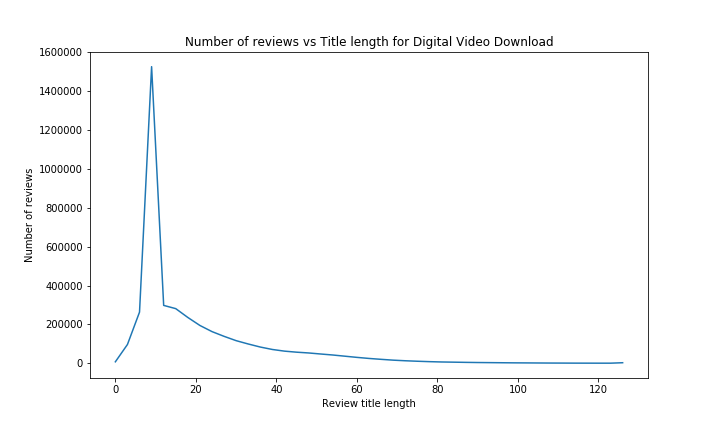 Number of reviews vs Title length for Digital Video Download
1600000
1400000
1200000
1000000
800000
600000
400000
200000
0
Number of reviews
0 20 40 60 80 100 120
Review title length